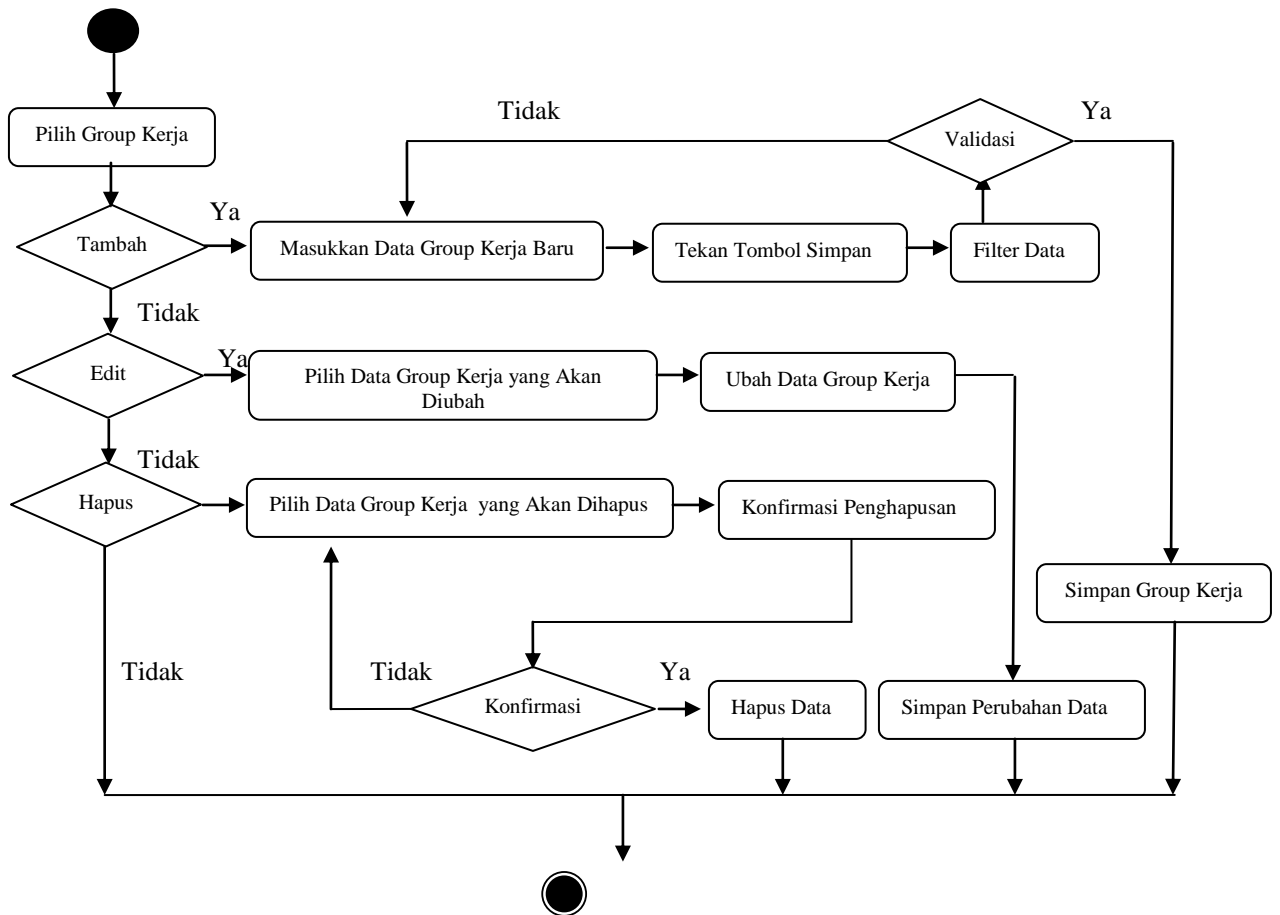 Tidak
Ya
Pilih Group Kerja
Validasi
Ya
Tambah
Masukkan Data Group Kerja Baru
Tekan Tombol Simpan
Filter Data
Tidak
Ya
Edit
Pilih Data Group Kerja yang Akan
Diubah
Ubah Data Group Kerja
Tidak
Hapus
Pilih Data Group Kerja yang Akan Dihapus
Konfirmasi Penghapusan
Simpan Group Kerja
Tidak
Tidak
Ya
Konfirmasi
Hapus Data
Simpan Perubahan Data